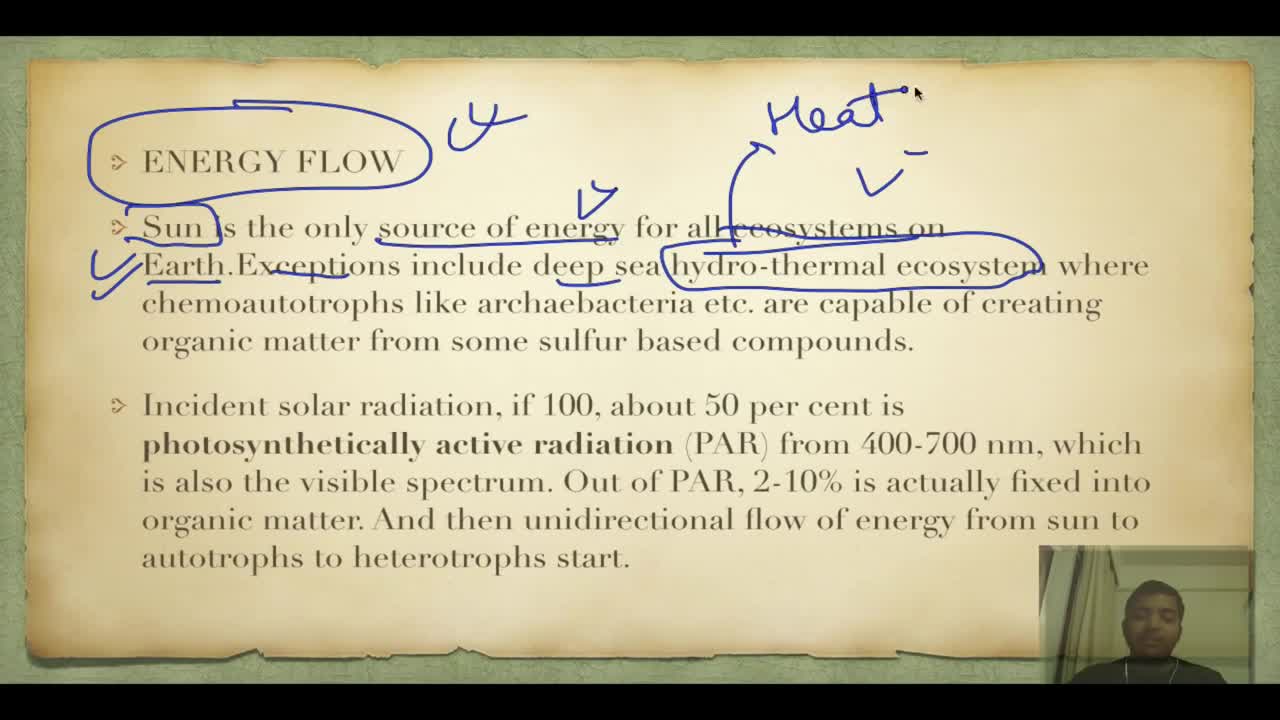 Heat
ENERGY FLOW
Sun is the only source of energy for all ecosystems on
Earth.Exceptions include deep sea hydro-thermal ecosystem where
chemoautotrophs like archaebacteria etc. are capable of creating
organic matter from some sulfur based compounds.
Incident solar radiation, if 100, about 50 per cent is
photosynthetically active radiation (PAR) from 400-700 nm, which
is also the visible spectrum. Out of PAR, 2-10% is actually fixed into
organic matter. And then unidirectional flow of energy from sun to
autotrophs to heterotrophs start.